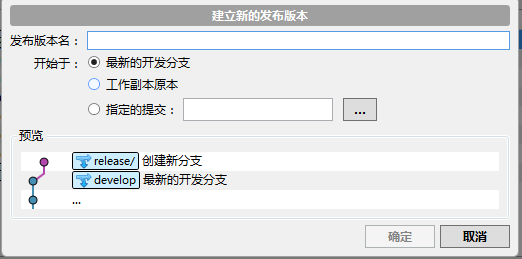 建立新的发布版本
发布版本名：
开始于： 最新的开发分支
工作副本原本
指定的提交： ...
预览
release/ 创建新分支
develop 最新的开发分支
...
确定 取消